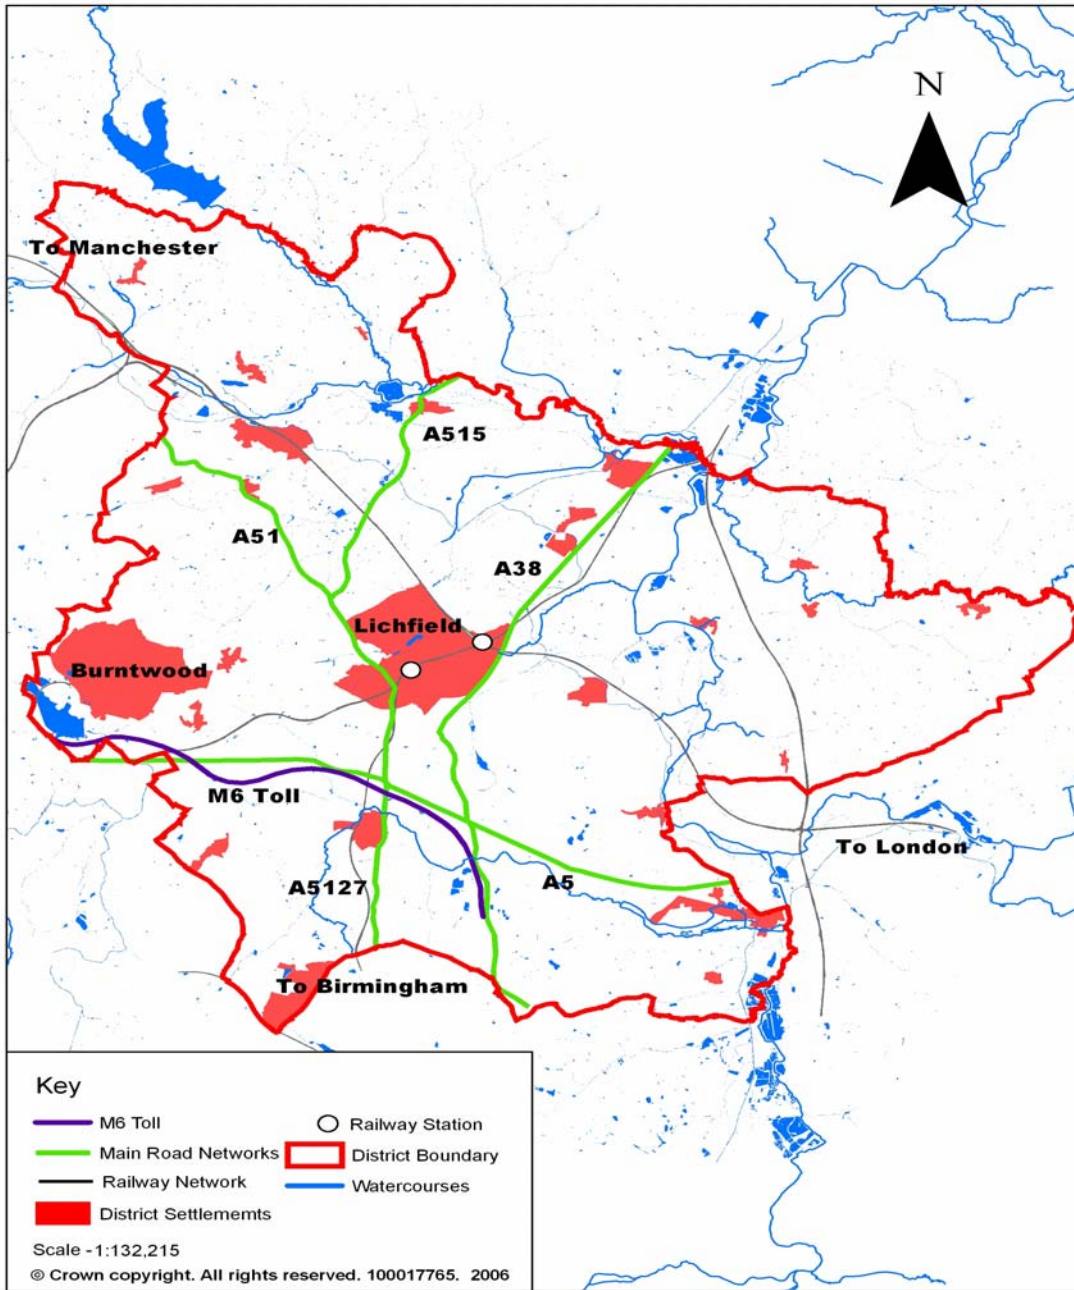 N
To Manchester
A515
A51
A38
Lichfield
Burntwood
M6 Toll
To London
A5127
A5
To Birmingham
Key
M6 Toll
Railway Station
Main Road Networks
District Boundary
Railway Network
Watercourses
District Settlememts
Scale -1:132,215
© Crown copyright. All rights reserved. 100017765. 2006